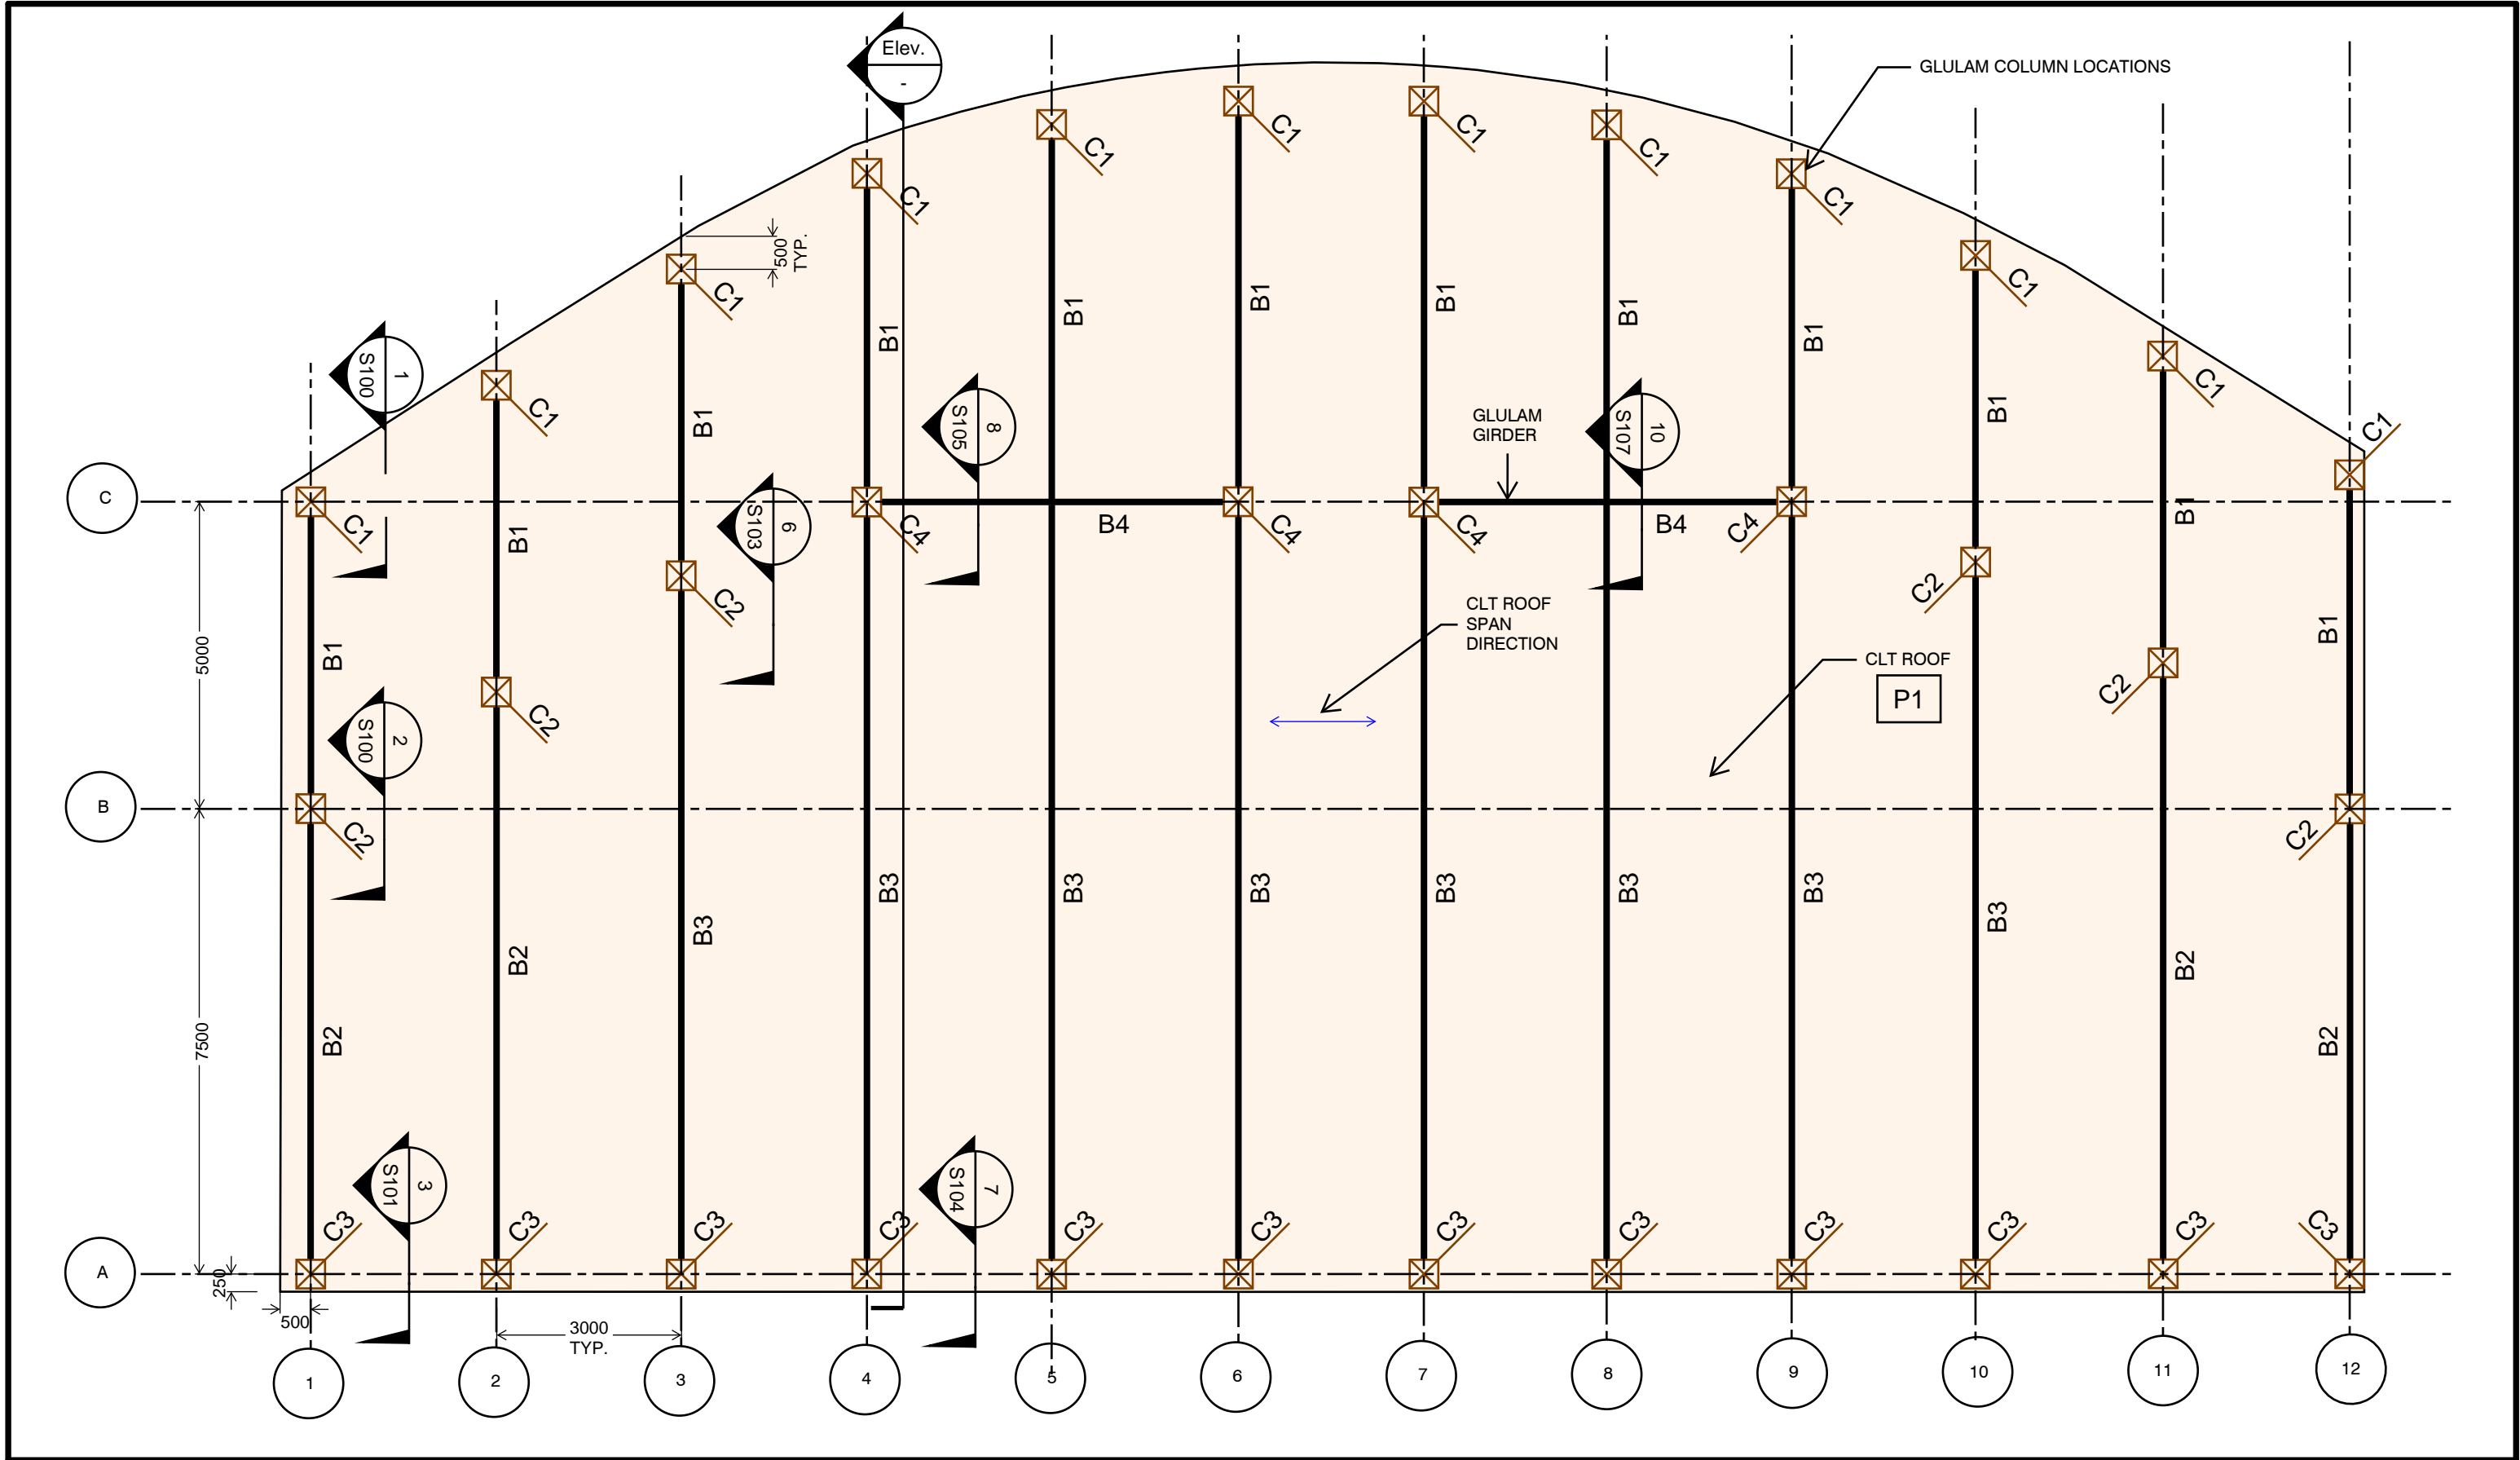 Elev.
-
GLULAM COLUMN LOCATIONS
C1
C1
C1
C1
C1
C1
C1
500
TYP.
C1
C1
B1
B1
B1
B1
B1
B1
1
S100
C1
C1
C1
B1
B1
8
S105
GLULAM
GIRDER
10
S107
C
C1
B1
6
S103
C4
B4
C4
C4
B4
C4
B1
C2
C2
CLT ROOF
SPAN
DIRECTION
5000
B1
B1
CLT ROOF
P1
C2
C2
2
S100
B
C2
C2
B3
B3
B3
B3
B3
B3
B3
B3
B2
B2
7500
B2
B2
3
S101
7
S104
C3
C3
C3
C3
C3
C3
C3
C3
C3
C3
C3
C3
A
250
500
3000
TYP.
1
2
3
4
5
6
7
8
9
10
11
12